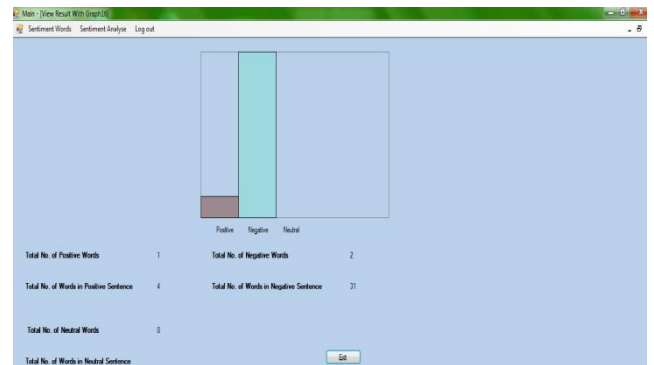 Main - [View Result With Graph16]
Sentiment Words Sentiment Analyse Log out
Positive Negative Neutral
Total No. of Positive Words 1 Total No. of Negative Words 2
Total No. of Words in Positive Sentence 4 Total No. of Words in Negative Sentence 31
Total No. of Neutral Words 0
Exit
Total No. of Words in Neutral Sentence